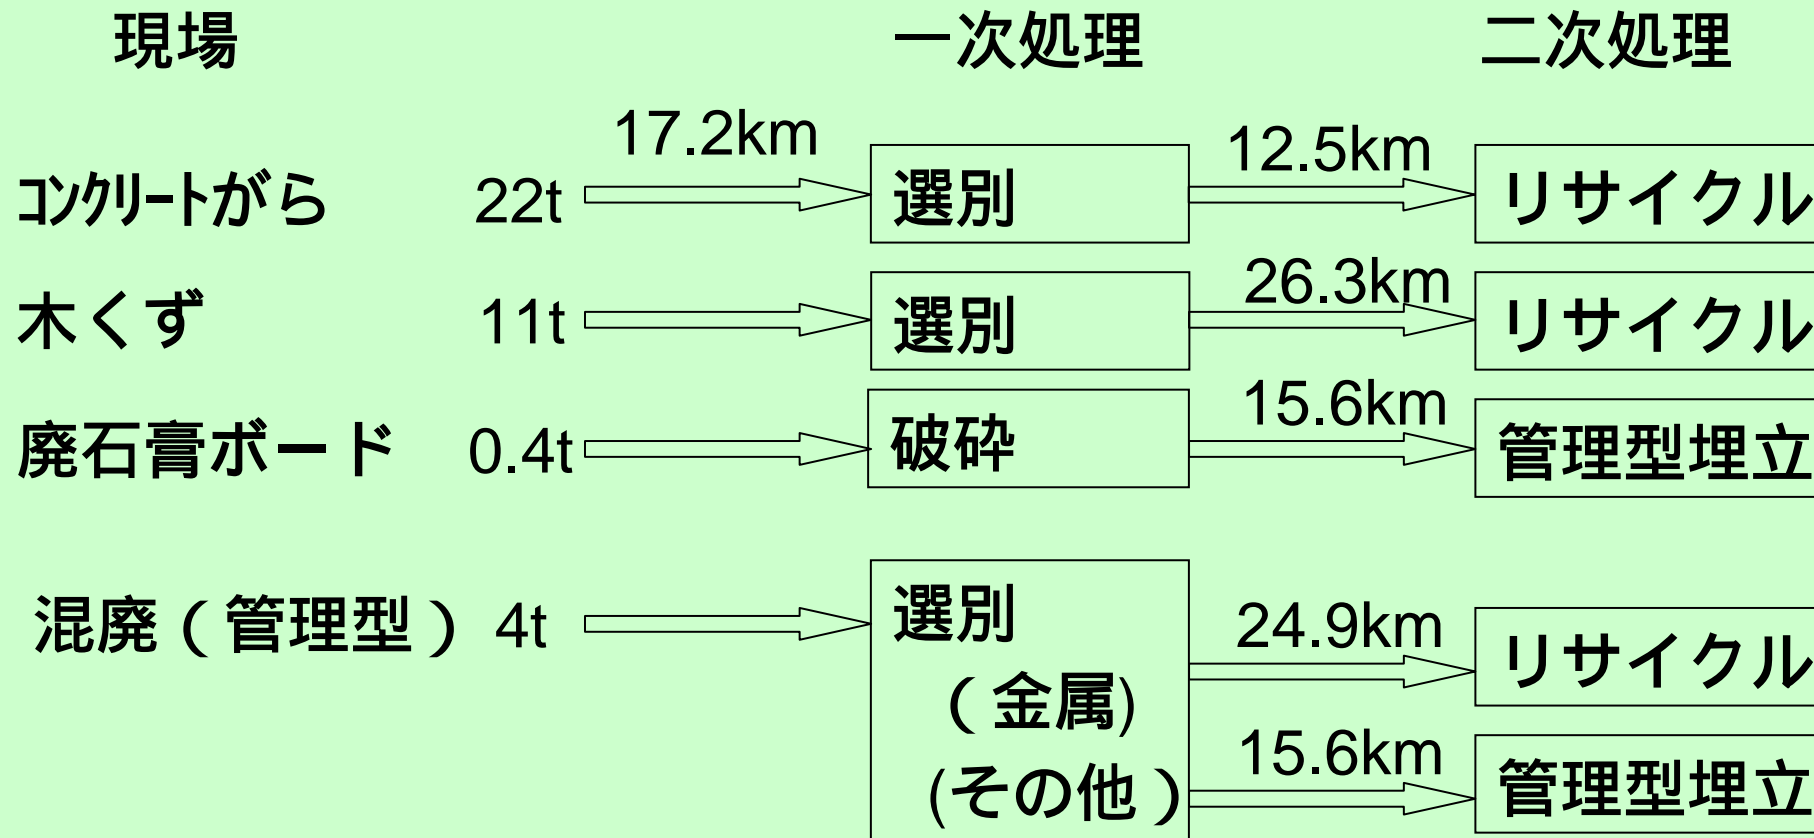 現場 一次処理 二次処理
17.2km 12.5km
コンクリートがら 22t 選別 リサイクル
26.3km
木くず 11t 選別 リサイクル
15.6km
廃石膏ボード 0.4t 破砕 管理型埋立
混廃（管理型） 4t 選別 24.9km リサイクル
（金属)
15.6km
(その他） 管理型埋立